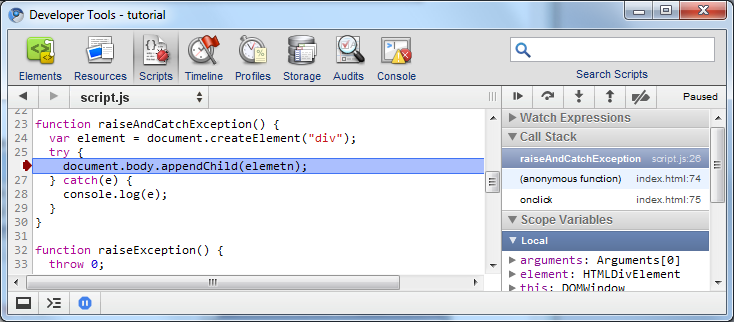 Developer Tools - tutorial
Elements Resources Scripts Timeline Profiles Storage Audits Console
Search Scripts
script.js
Paused
22
23 function raiseAndCatchException() {
24 var element = document.createElement("div");
25 try {
document.body.appendChild(elemetn);
27 } catch(e) {
28 console.log(e);
29 }
30 }
31
32 function raiseException() {
33 throw 0;
Watch Expressions
Call Stack
raiseAndCatchException script.js:26
(anonymous function) index.html:74
onclick index.html:75
Scope Variables
Local
arguments: Arguments[0]
element: HTMLDivElement
this: DOMWindow